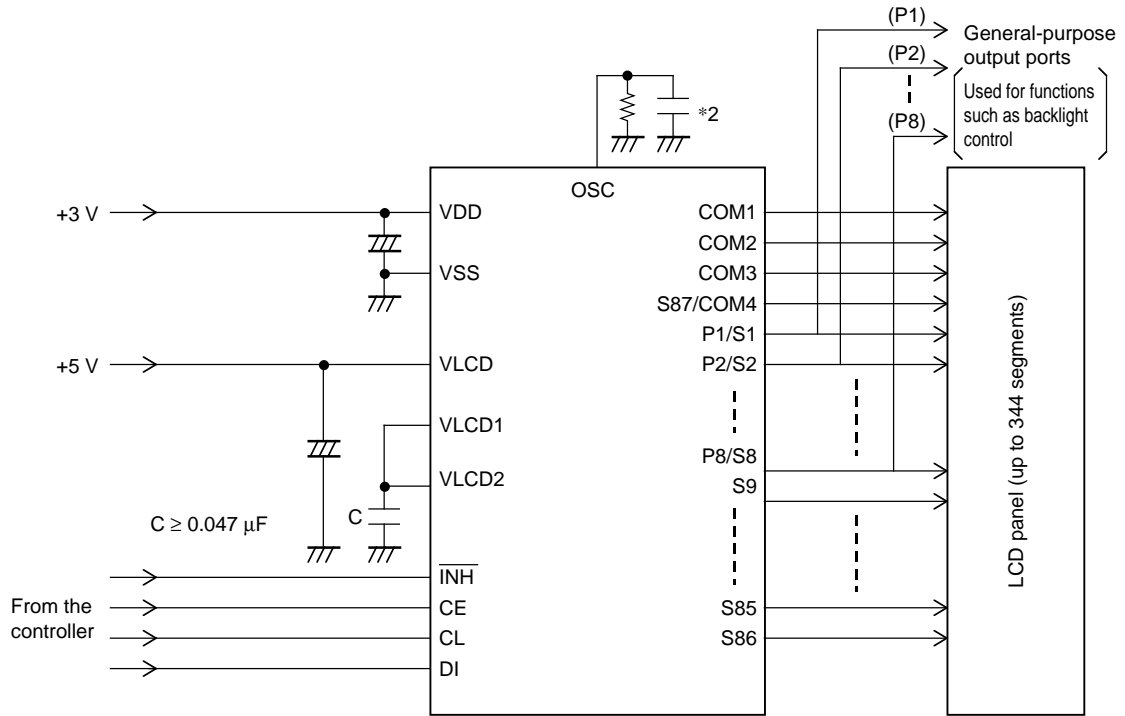 (P1)
General-purpose
output ports
(P2)
Used for functions
such as backlight
control
(P8)
*2
OSC
+3 V
VDD
VSS
+5 V
VLCD
VLCD1
VLCD2
C
C ≥ 0.047 μF
From the
controller
INH
CE
CL
DI
COM1
COM2
COM3
S87/COM4
P1/S1
P2/S2
P8/S8
S9
S85
S86
LCD panel (up to 344 segments)